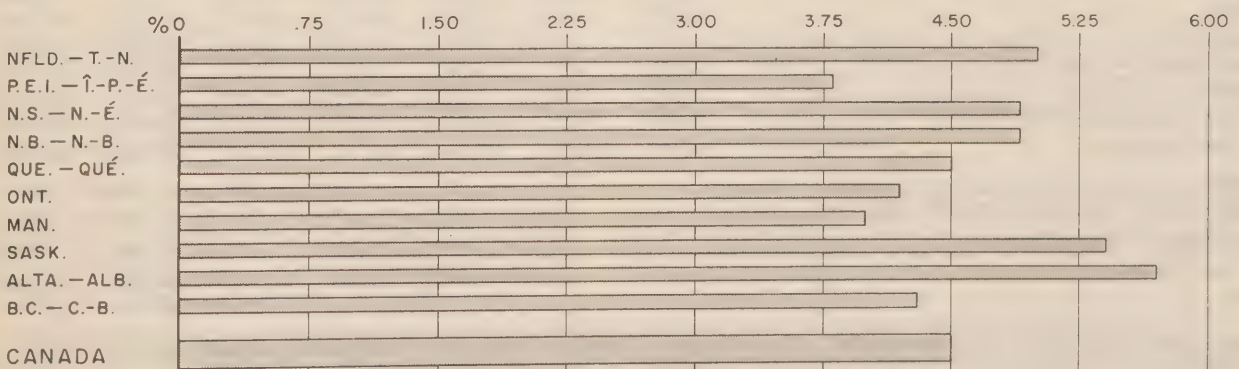 %0 .75 1.50 2.25 3.00 3.75 4.50 5.25 6.00
NFLD. — T.-N.
P.E.I. — Î.-P.-É.
N.S. — N.-É.
N.B. — N.-B.
QUE. — QUÉ.
ONT.
MAN.
SASK.
ALTA. — ALB.
B.C. — C.-B.
CANADA